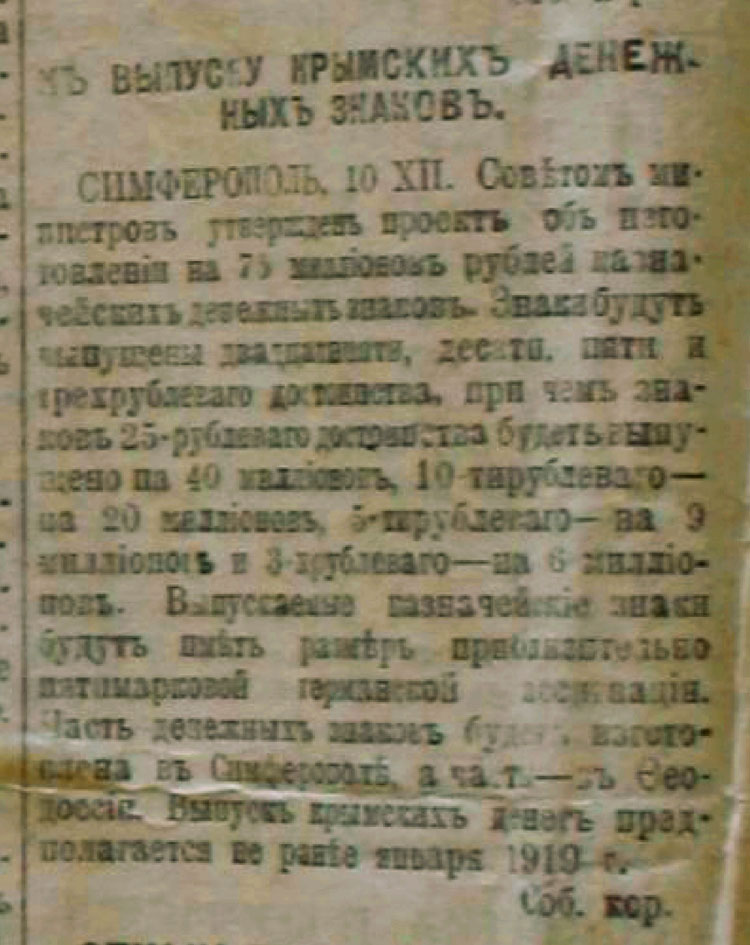 КЪ ВЫПУСКУ КРЫМСКИХЪ ДЕНЕЖ-
НЫХЪ ЗНАКОВЪ.
СИМФЕРОПОЛЬ, 10 XII. Совѣтомъ ми-
нистровъ утвержденъ проектъ объ изго-
товленіи на 75 милліоновъ рублей казна-
чейскихъ денежныхъ знаковъ. Знаки будутъ
выпущены двадцатипяти, десяти, пяти и
трехрублеваго достоинства, при чемъ зна-
ковъ 25-рублеваго достоинства будетъ выпу-
щено на 40 милліоновъ, 10-тирублеваго—
на 20 милліоновъ, 5-тирублеваго—на 9
милліоновъ и 3-хрублеваго—на 6 милліо-
новъ. Выпускаемые казначейскіе знаки
будутъ имѣть размѣръ приблизительно
пятимарковой германской ассигнаціи.
Часть денежныхъ знаковъ будетъ изгото-
влена въ Симферополѣ, а часть—въ Ѳео-
досіи. Выпускъ крымскихъ денегъ пред-
полагается не ранѣе января 1919 г.
Соб. кор.